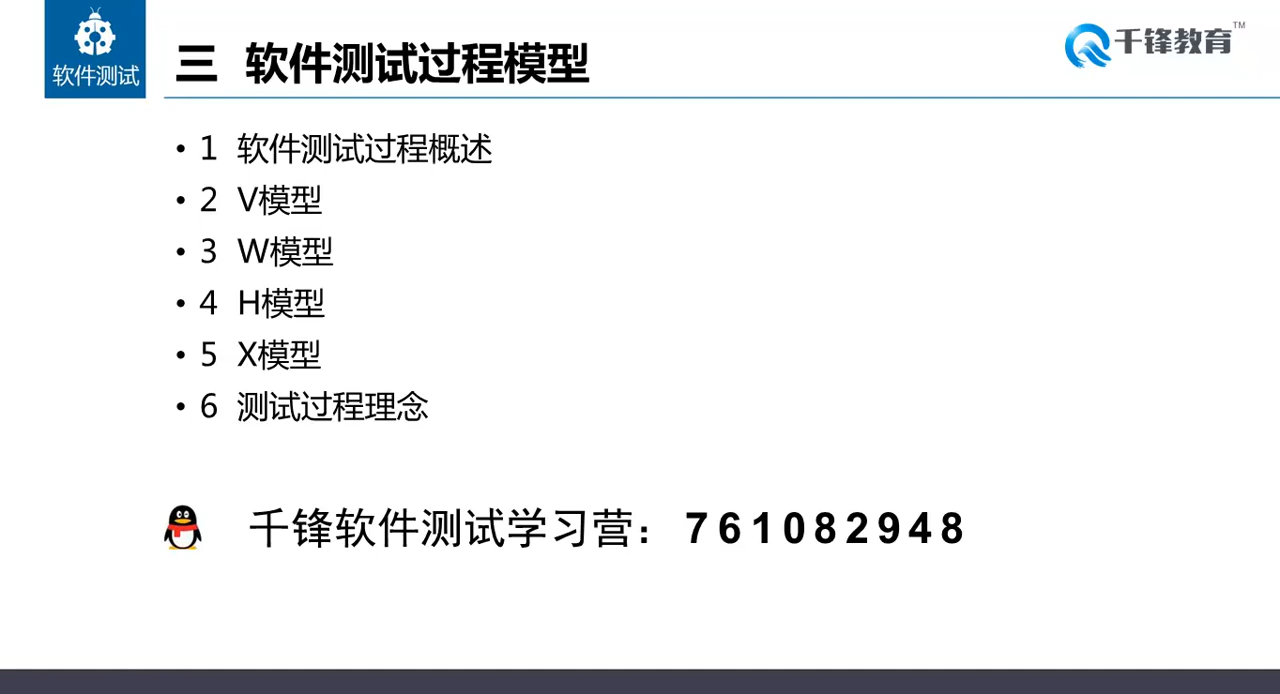 软件测试
三 软件测试过程模型
千锋教育 TM
• 1 软件测试过程概述
• 2 V模型
• 3 W模型
• 4 H模型
• 5 X模型
• 6 测试过程理念
千锋软件测试学习营：761082948